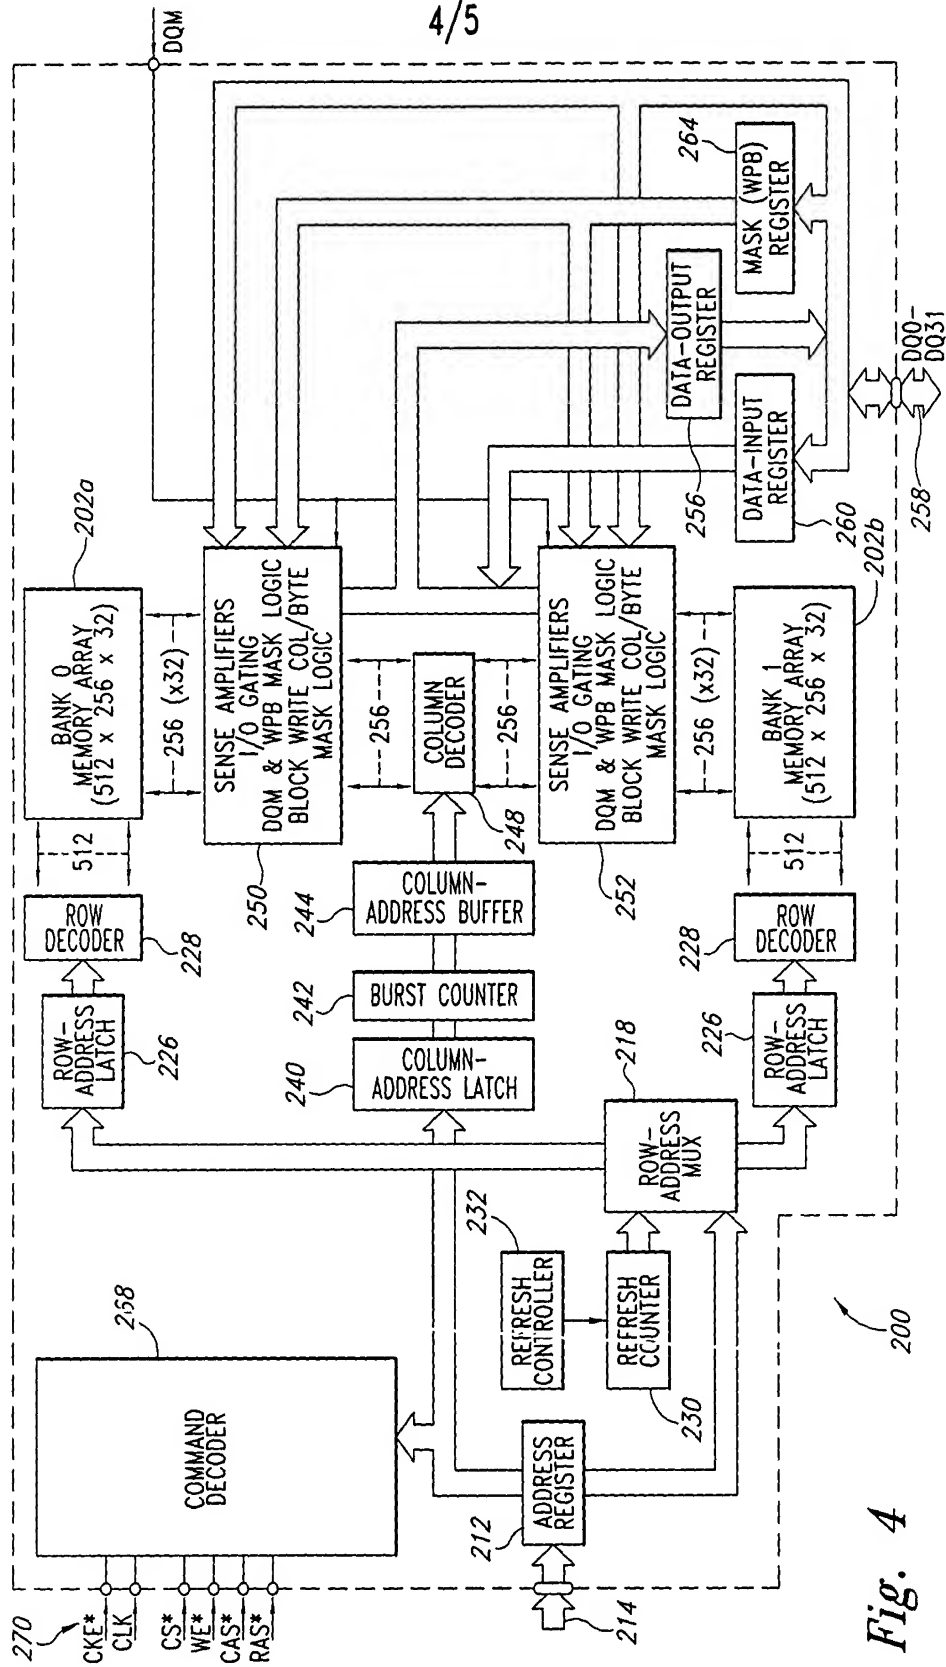 4/5
270
CKE*
CLK
CS*
WE*
CAS*
RAS*
COMMAND
DECODER
268
214
212
ADDRESS
REGISTER
REFRESH
CONTROLLER
232
REFRESH
COUNTER
230
ROW-
ADDRESS
MUX
218
ROW-
ADDRESS
LATCH
226
ROW
DECODER
228
512
BANK 0
MEMORY ARRAY
(512 x 256 x 32)
202a
256 (x32)
SENSE AMPLIFIERS
I/O GATING
DQM & WPB MASK LOGIC
BLOCK WRITE COL/BYTE
MASK LOGIC
250
256
COLUMN-
ADDRESS LATCH
240
BURST COUNTER
242
COLUMN-
ADDRESS BUFFER
244
COLUMN
DECODER
248
256
SENSE AMPLIFIERS
I/O GATING
DQM & WPB MASK LOGIC
BLOCK WRITE COL/BYTE
MASK LOGIC
252
256 (x32)
ROW-
ADDRESS
LATCH
226
ROW
DECODER
228
512
BANK 1
MEMORY ARRAY
(512 x 256 x 32)
202b
DQM
DATA-OUTPUT
REGISTER
256
DATA-INPUT
REGISTER
260
MASK (WPB)
REGISTER
264
DQ0-
DQ31
258
200
Fig. 4